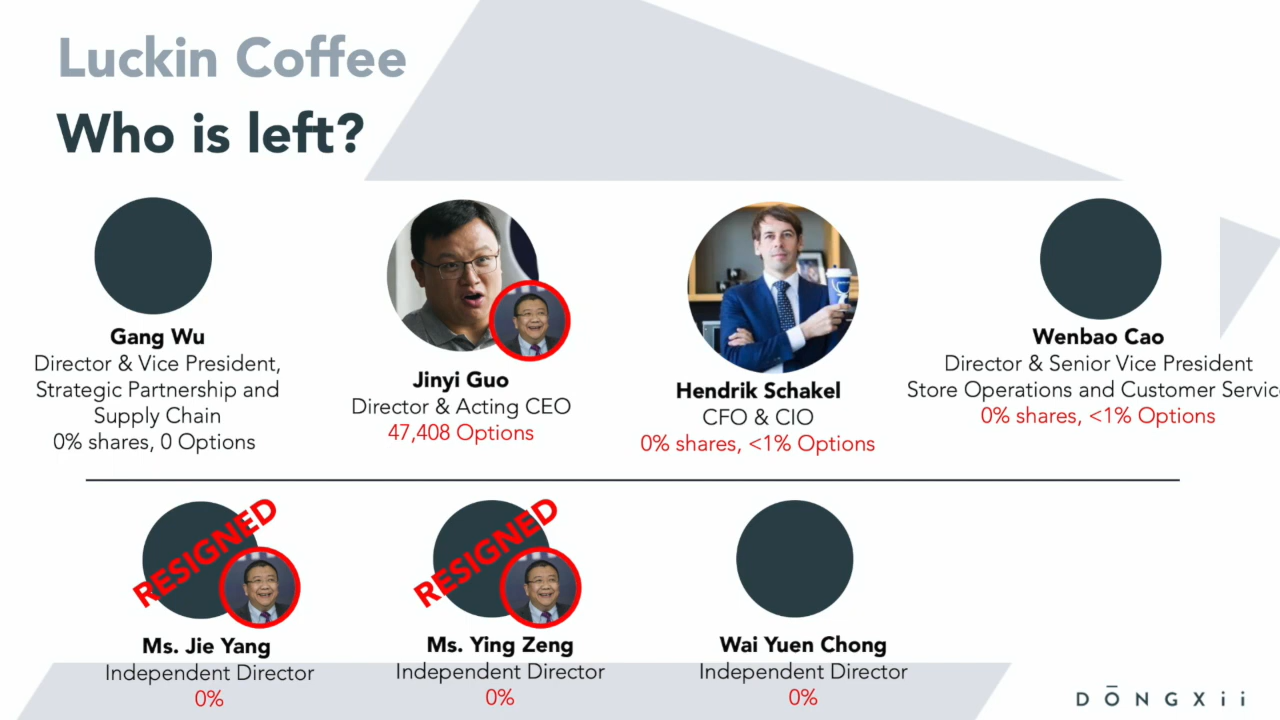 Luckin Coffee
Who is left?
Gang Wu
Director & Vice President,
Strategic Partnership and
Supply Chain
0% shares, 0 Options
Jinyi Guo
Director & Acting CEO
47,408 Options
Hendrik Schakel
CFO & CIO
0% shares, <1% Options
Wenbao Cao
Director & Senior Vice President
Store Operations and Customer Servic
0% shares, <1% Options
RESIGNED
Ms. Jie Yang
Independent Director
0%
RESIGNED
Ms. Ying Zeng
Independent Director
0%
Wai Yuen Chong
Independent Director
0%
DŌNGXii